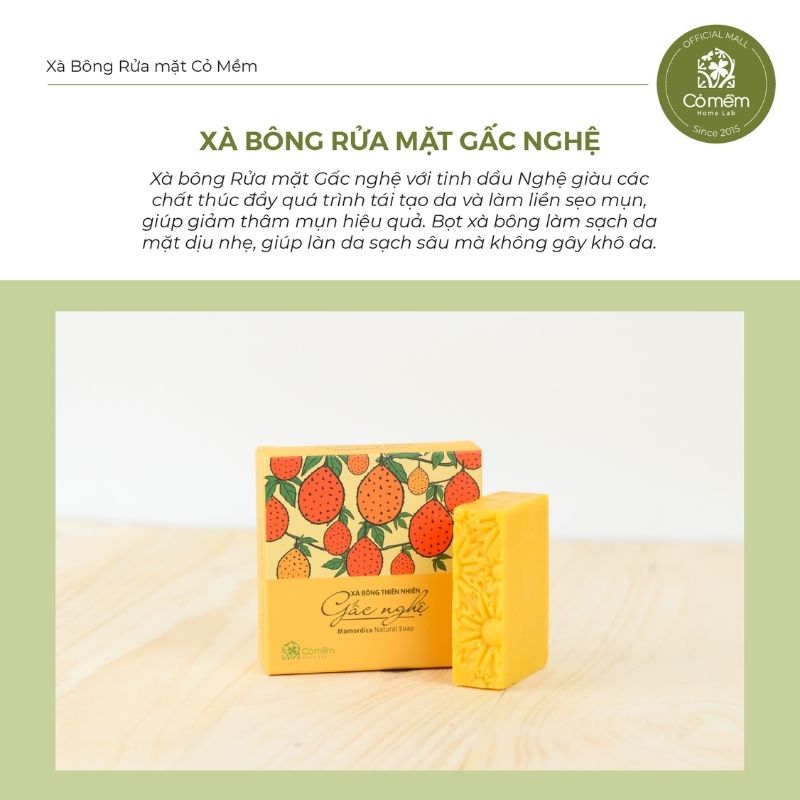 Xà Bông Rửa mặt Cỏ Mềm
OFFICIAL MALL
Cỏ mềm
Home Lab
Since 2015
XÀ BÔNG RỬA MẶT GẤC NGHỆ
Xà bông Rửa mặt Gấc nghệ với tinh dầu Nghệ giàu các
chất thúc đẩy quá trình tái tạo da và làm liền sẹo mụn,
giúp giảm thâm mụn hiệu quả. Bọt xà bông làm sạch da
mặt dịu nhẹ, giúp làn da sạch sâu mà không gây khô da.
XÀ BÔNG THIÊN NHIÊN
Gấc nghệ
Momordica Natural Soap
Cỏ mềm
Home Lab